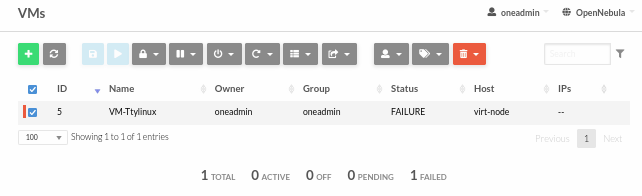 VMs
oneadmin
OpenNebula
Search
ID Name Owner Group Status Host IPs
5 VM-Ttylinux oneadmin oneadmin FAILURE virt-node --
100 Showing 1 to 1 of 1 entries
Previous 1 Next
1 TOTAL 0 ACTIVE 0 OFF 0 PENDING 1 FAILED